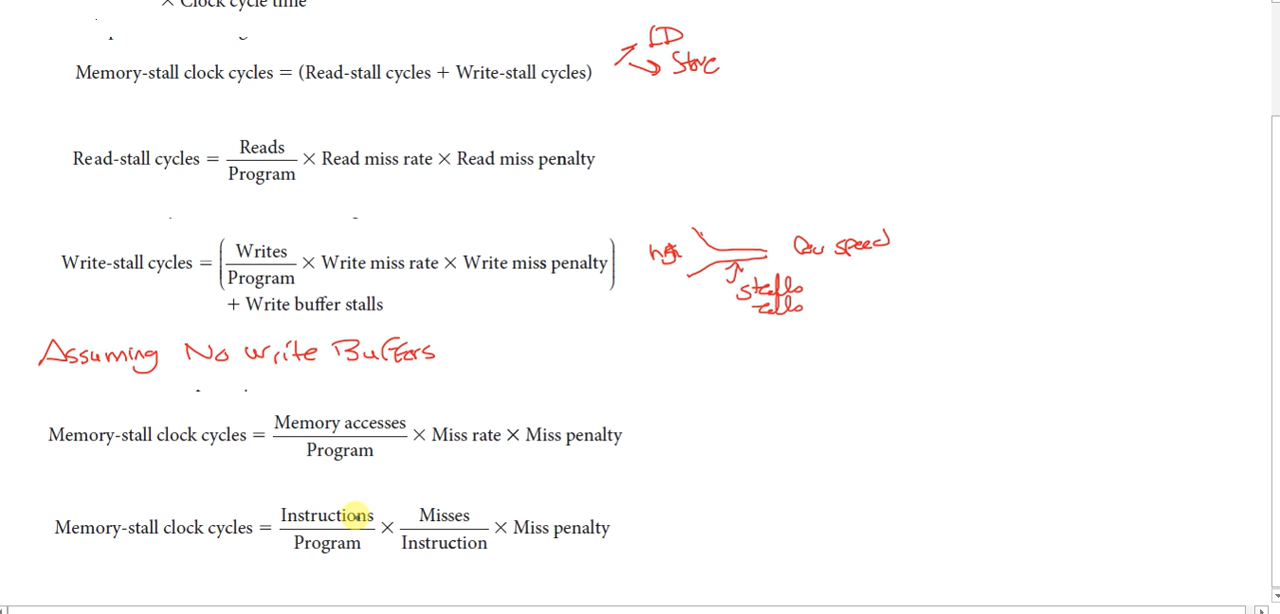 × Clock cycle time
LD
Memory-stall clock cycles = (Read-stall cycles + Write-stall cycles)
Store
Read-stall cycles = Reads / Program × Read miss rate × Read miss penalty
Write-stall cycles = ( Writes / Program × Write miss rate × Write miss penalty )
+ Write buffer stalls
low speed
Assuming No write Buffers
Memory-stall clock cycles = Memory accesses / Program × Miss rate × Miss penalty
Memory-stall clock cycles = Instructions / Program × Misses / Instruction × Miss penalty